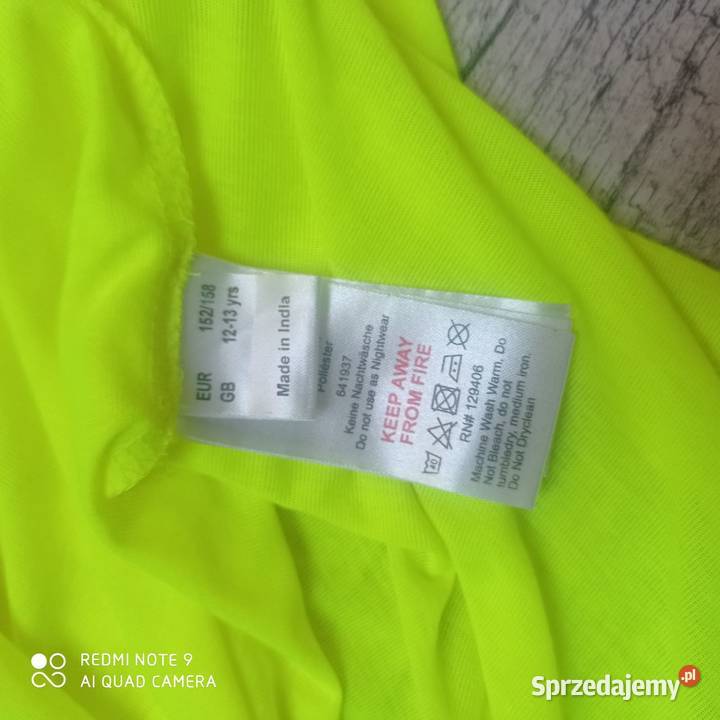 EUR 152/158
GB 12-13 yrs
Made in India
Poliester
641937
Keine Nachtwäsche
Do not use as Nightwear
KEEP AWAY
FROM FIRE
40
RN# 129406
Machine Wash Warm. Do
Not Bleach, do not
tumbledry, medium iron.
Do Not Dryclean
REDMI NOTE 9
AI QUAD CAMERA
Sprzedajemy.pl